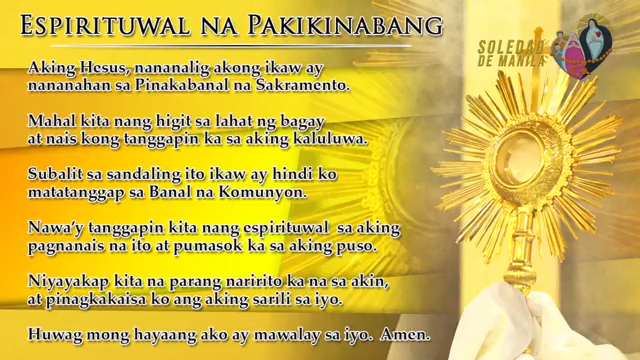 Espirituwal na Pakikinabang
SOLEDAD
DE MANILA
Aking Hesus, nananalig akong ikaw ay
nananahan sa Pinakabanal na Sakramento.
Mahal kita nang higit sa lahat ng bagay
at nais kong tanggapin ka sa aking kaluluwa.
Subalit sa sandaling ito ikaw ay hindi ko
matatanggap sa Banal na Komunyon.
Nawa'y tanggapin kita nang espirituwal sa aking
pagnanais na ito at pumasok ka sa aking puso.
Niyayakap kita na parang naririto ka na sa akin,
at pinagkakaisa ko ang aking sarili sa iyo.
Huwag mong hayaang ako ay mawalay sa iyo. Amen.